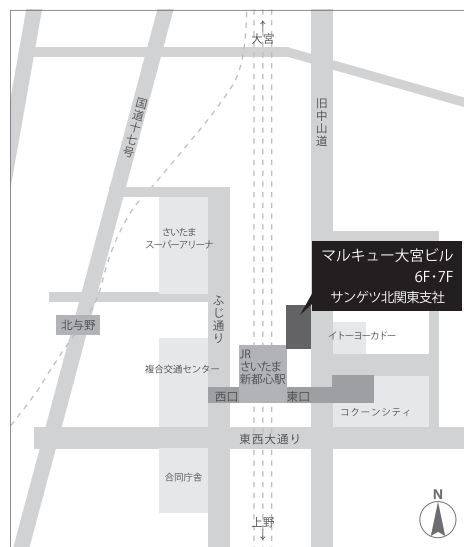 ↑
大宮
国道十七号
旧中山道
さいたま
スーパーアリーナ
マルキュー大宮ビル
6F・7F
サンゲツ北関東支社
ふじ通り
北与野
イトーヨーカドー
JR
さいたま
新都心駅
複合交通センター
西口
東口
コクーンシティ
東西大通り
合同庁舎
上野
↓
N